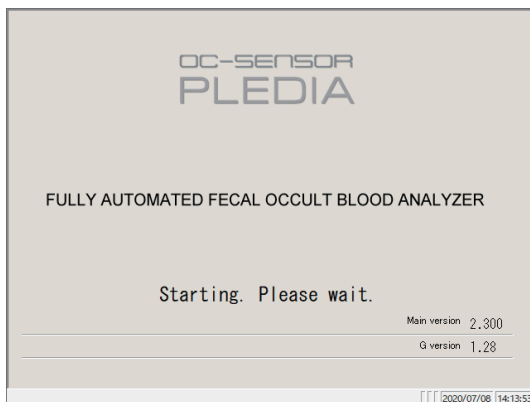 OC-SENSOR
PLEDIA
FULLY AUTOMATED FECAL OCCULT BLOOD ANALYZER
Starting. Please wait.
Main version 2.300
G version 1.28
2020/07/08 14:13:53